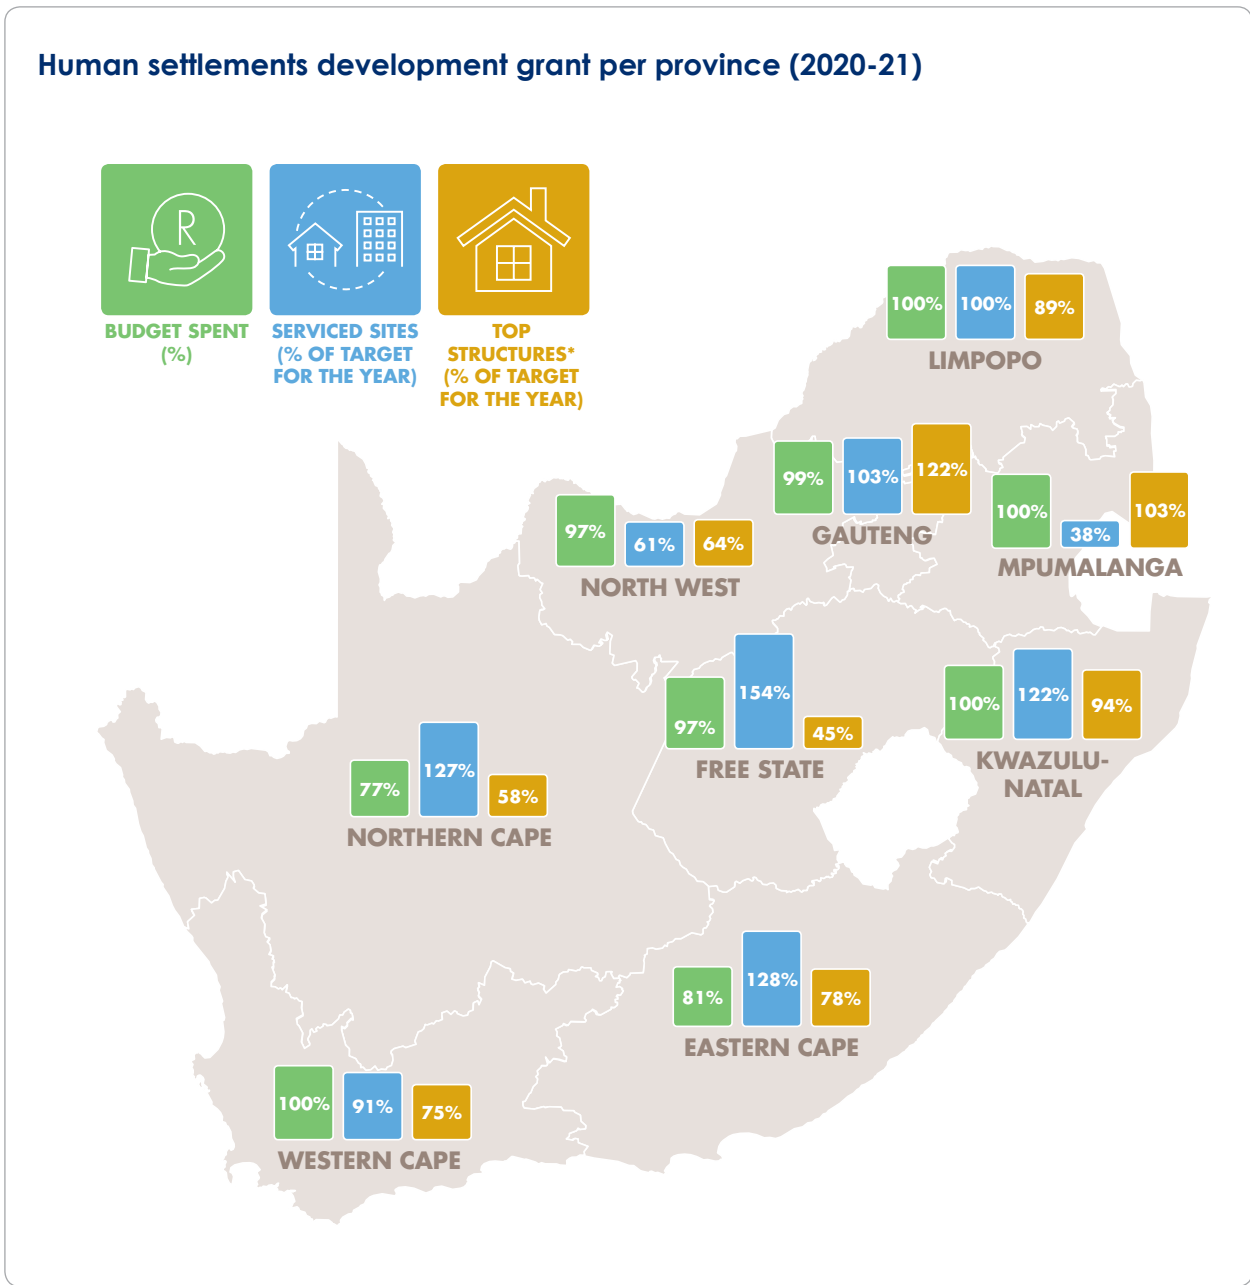 Human settlements development grant per province (2020-21)
R
BUDGET SPENT
(%)
SERVICED SITES
(% OF TARGET
FOR THE YEAR)
TOP
STRUCTURES*
(% OF TARGET
FOR THE YEAR)
100% 100% 89%
LIMPOPO
99% 103% 122%
GAUTENG
100% 38% 103%
MPUMALANGA
97% 61% 64%
NORTH WEST
97% 154% 45%
FREE STATE
100% 122% 94%
KWAZULU-
NATAL
77% 127% 58%
NORTHERN CAPE
81% 128% 78%
EASTERN CAPE
100% 91% 75%
WESTERN CAPE